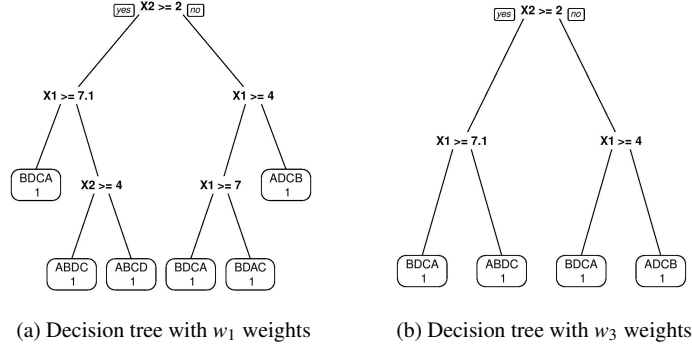 yes X2 >= 2 no
X1 >= 7.1
X1 >= 4
BDCA
1
X2 >= 4
X1 >= 7
ADCB
1
ABDC
1
ABCD
1
BDCA
1
BDAC
1
(a) Decision tree with w1 weights
yes X2 >= 2 no
X1 >= 7.1
X1 >= 4
BDCA
1
ABDC
1
BDCA
1
ADCB
1
(b) Decision tree with w3 weights